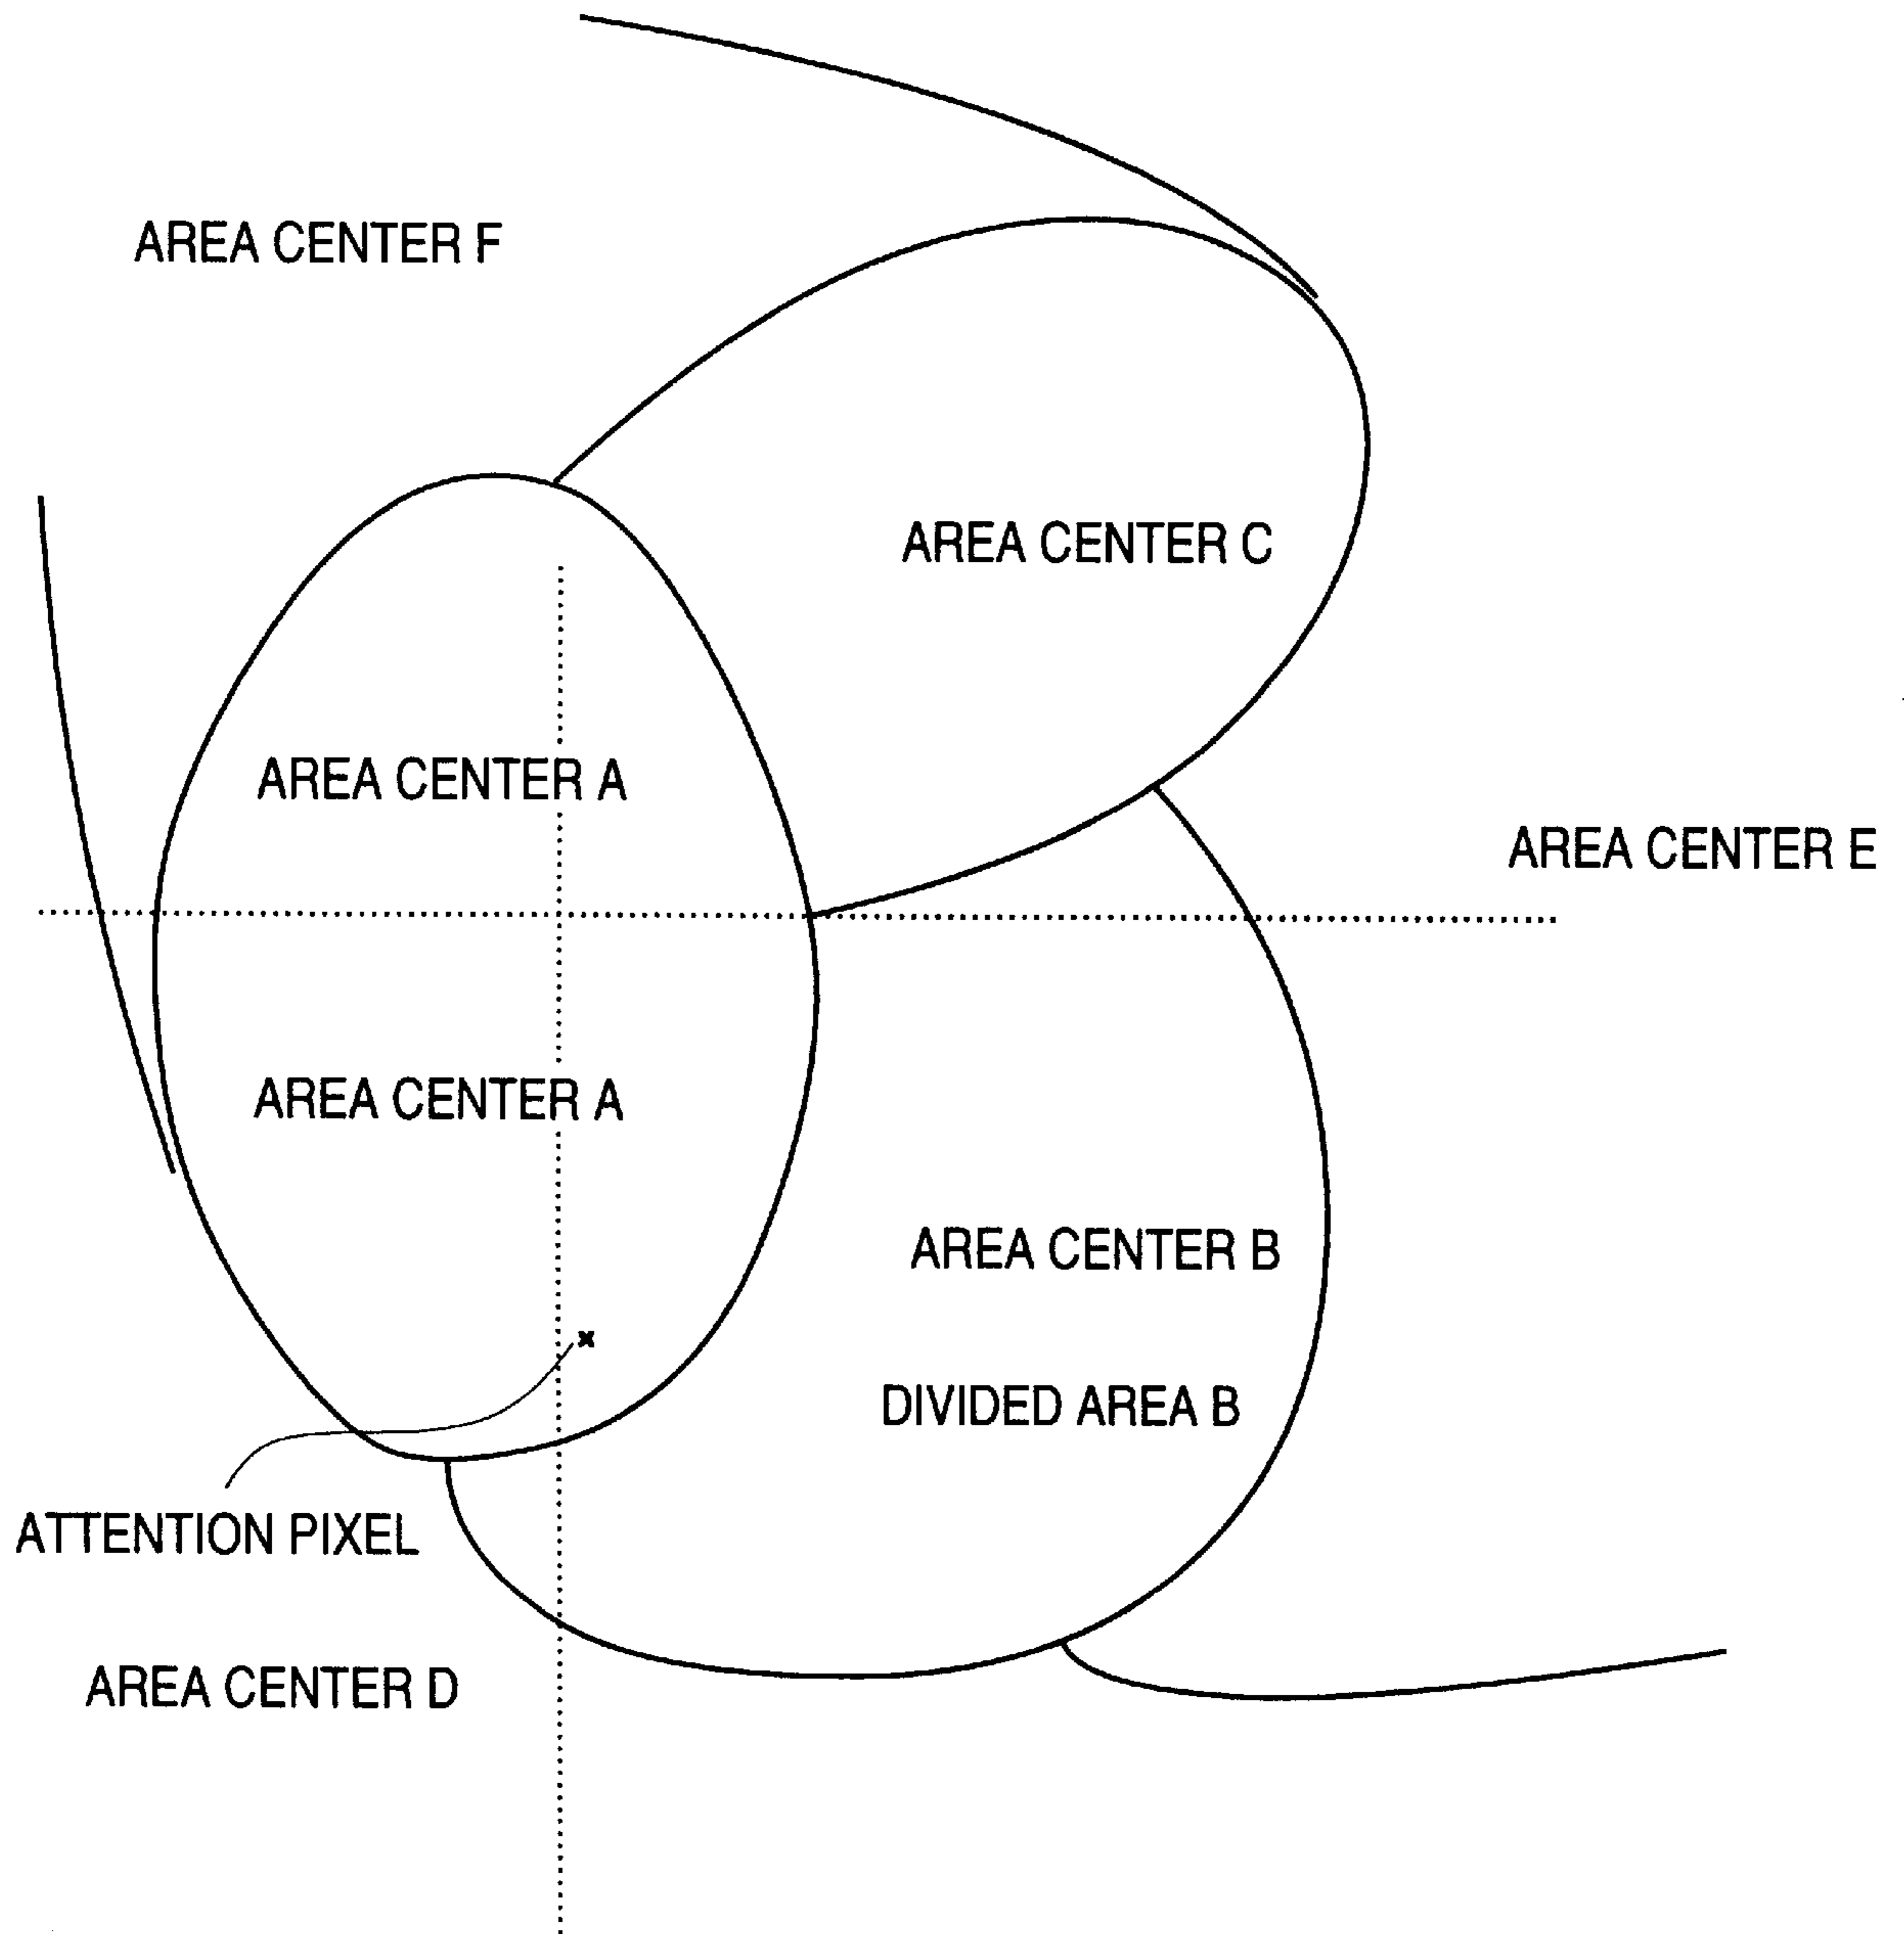 AREA CENTER F
AREA CENTER C
AREA CENTER A
AREA CENTER E
AREA CENTER A
AREA CENTER B
x
DIVIDED AREA B
ATTENTION PIXEL
AREA CENTER D